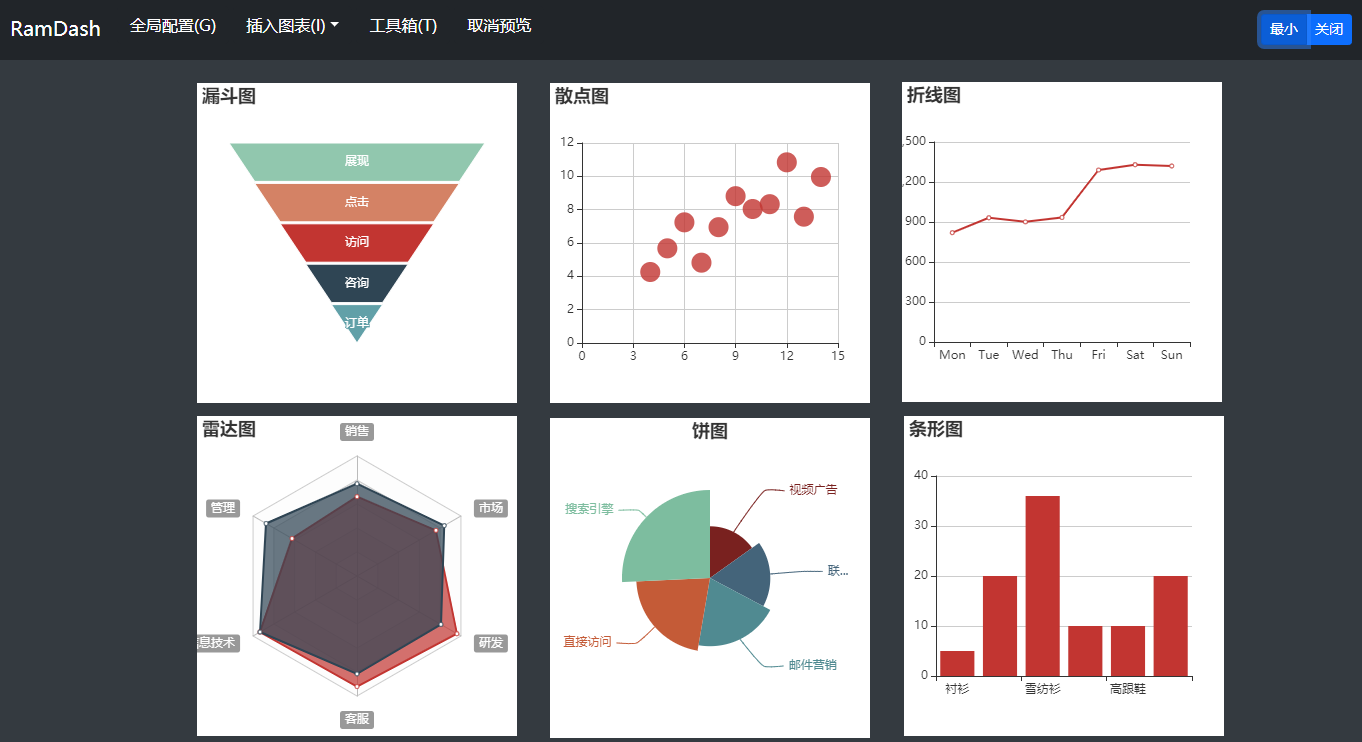 RamDash 全局配置(G) 插入图表(I) 工具箱(T) 取消预览 最小 关闭
漏斗图
展现
点击
访问
咨询
订单
散点图
12
10
8
6
4
2
0
0 3 6 9 12 15
折线图
,500
,200
900
600
300
0
Mon Tue Wed Thu Fri Sat Sun
雷达图
销售
管理 市场
息技术 研发
客服
饼图
视频广告
搜索引擎
联...
直接访问
邮件营销
条形图
40
30
20
10
0
衬衫 雪纺衫 高跟鞋